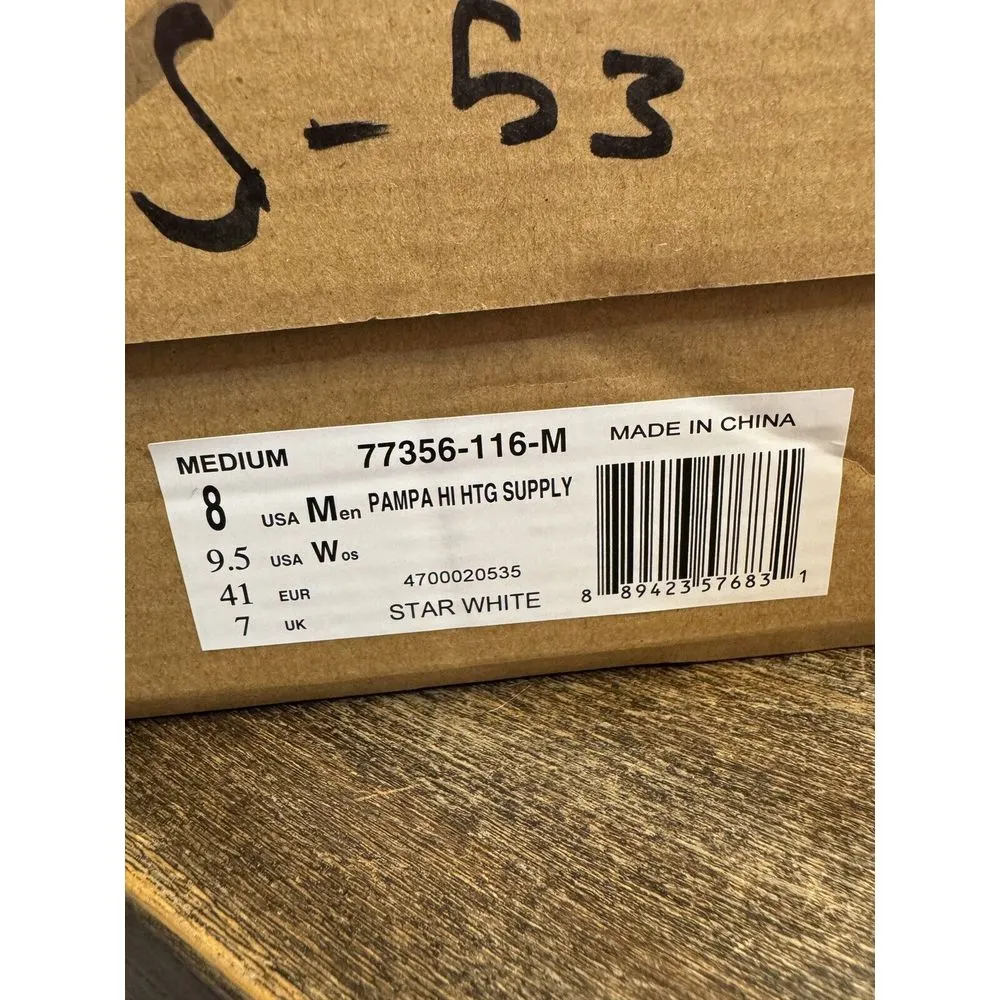 J-53
MEDIUM 77356-116-M MADE IN CHINA
8 USA Men PAMPA HI HTG SUPPLY
9.5 USA Wos
41 EUR 4700020535
7 UK STAR WHITE
8 89423 57683 1